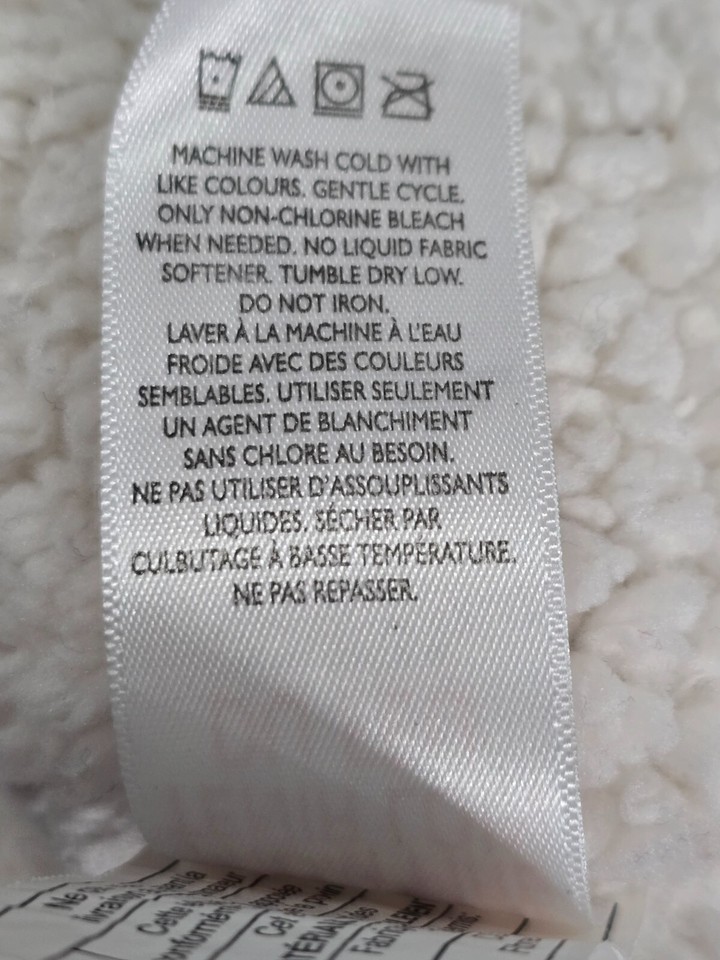 MACHINE WASH COLD WITH
LIKE COLOURS. GENTLE CYCLE.
ONLY NON-CHLORINE BLEACH
WHEN NEEDED. NO LIQUID FABRIC
SOFTENER. TUMBLE DRY LOW.
DO NOT IRON.
LAVER À LA MACHINE À L'EAU
FROIDE AVEC DES COULEURS
SEMBLABLES. UTILISER SEULEMENT
UN AGENT DE BLANCHIMENT
SANS CHLORE AU BESOIN.
NE PAS UTILISER D'ASSOUPLISSANTS
LIQUIDES. SÉCHER PAR
CULBUTAGE À BASSE TEMPÉRATURE.
NE PAS REPASSER.